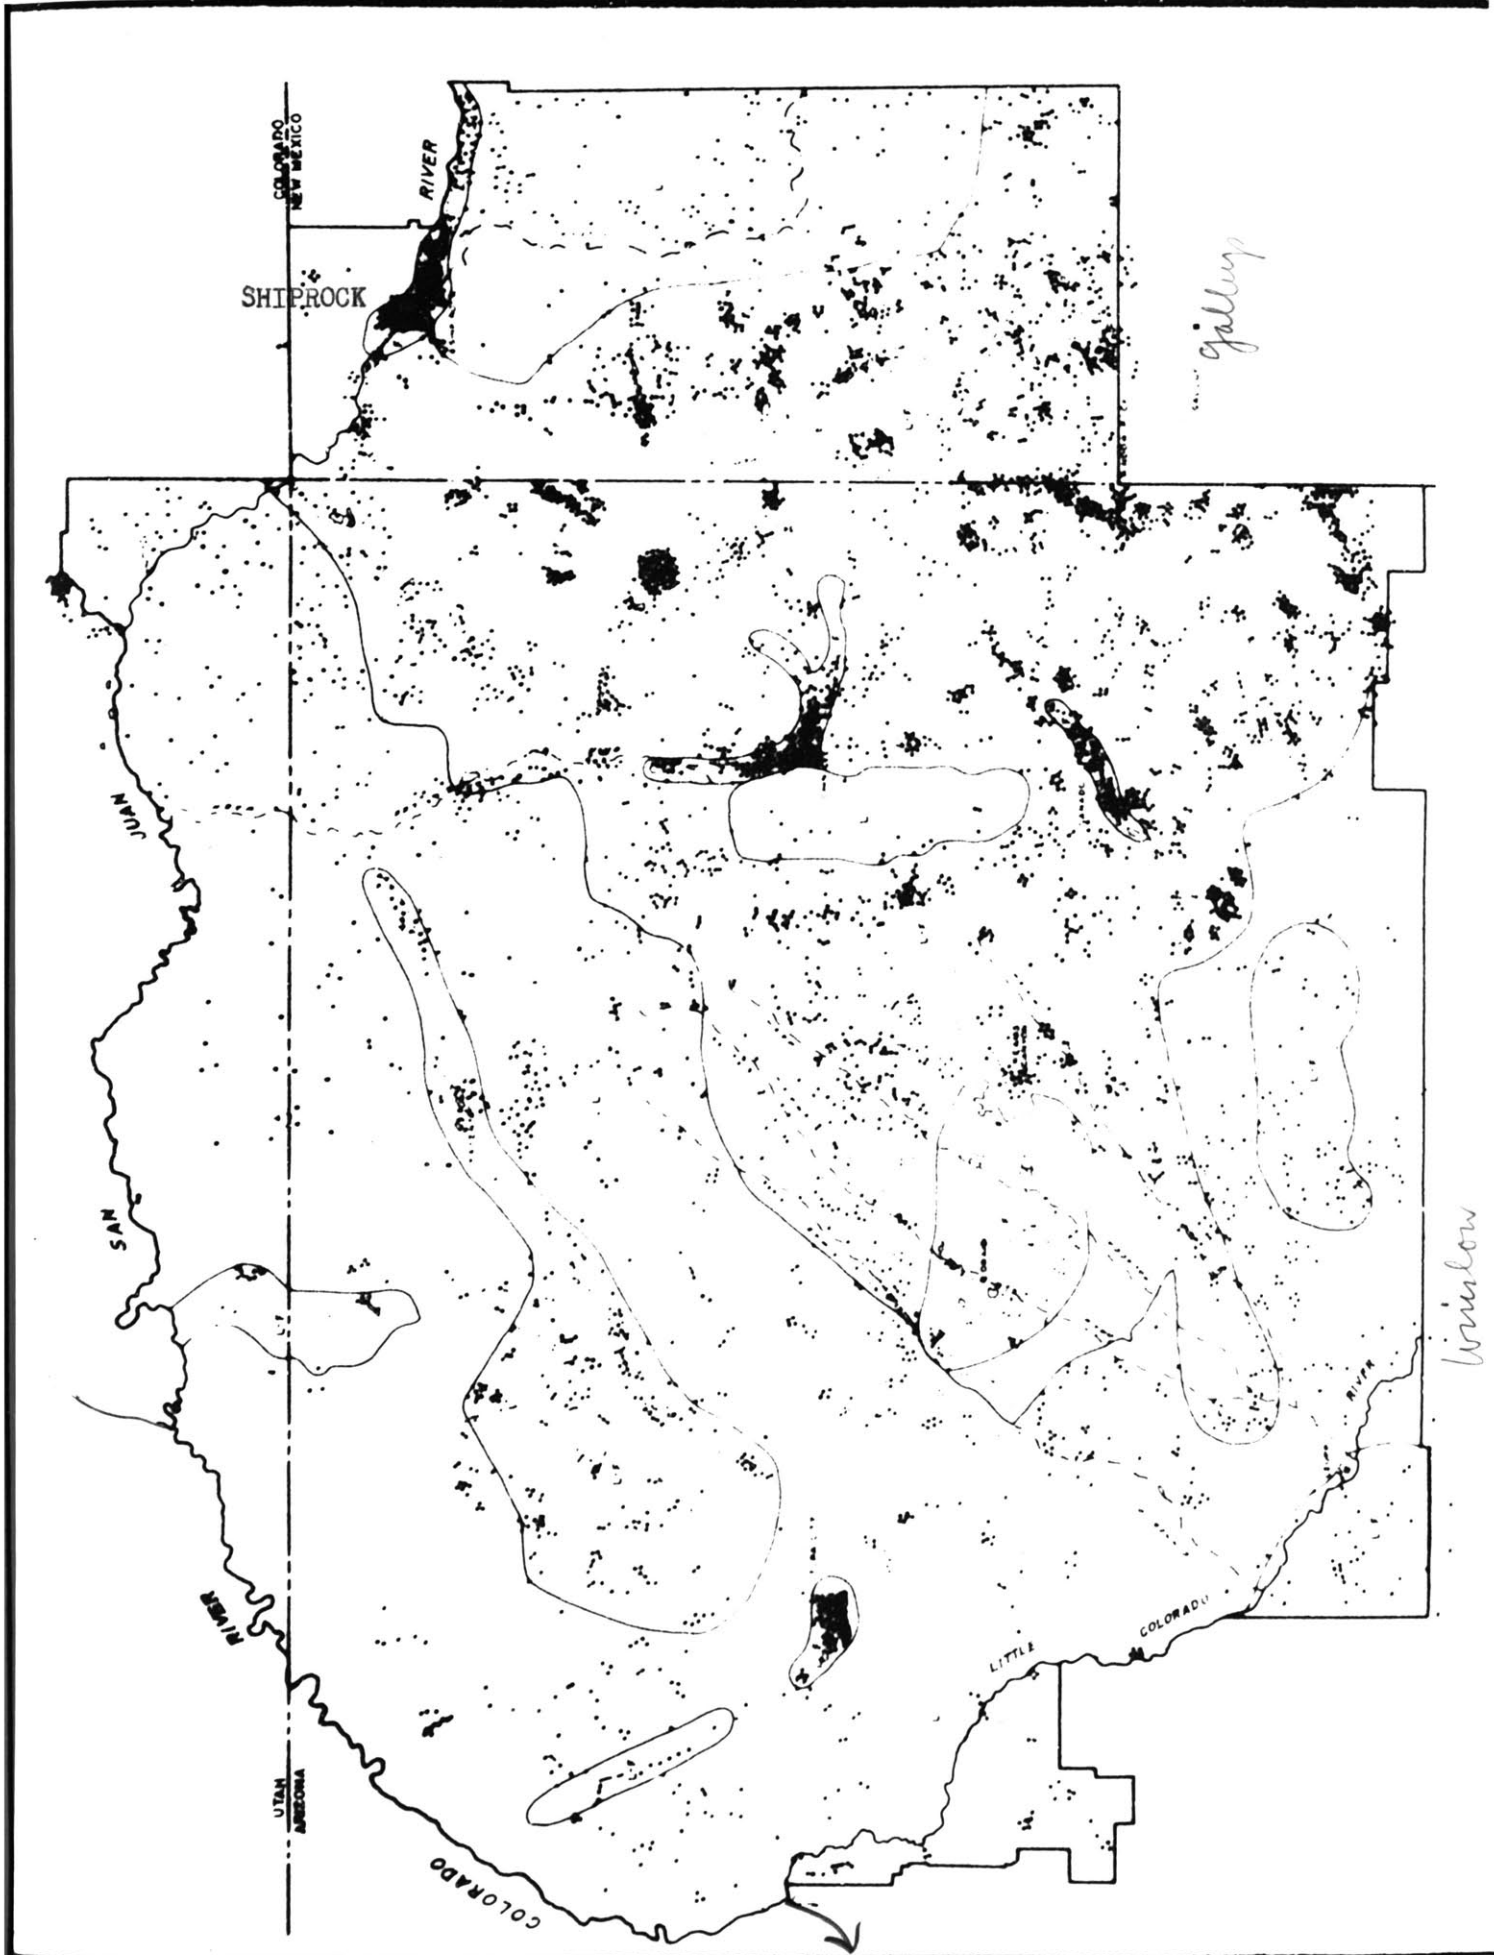 COLORADO
NEW MEXICO
RIVER
SHIPROCK
gallup
JUAN
SAN
RIVER
UTAH
ARIZONA
COLORADO
LITTLE
COLORADO
RIVER
Winslow